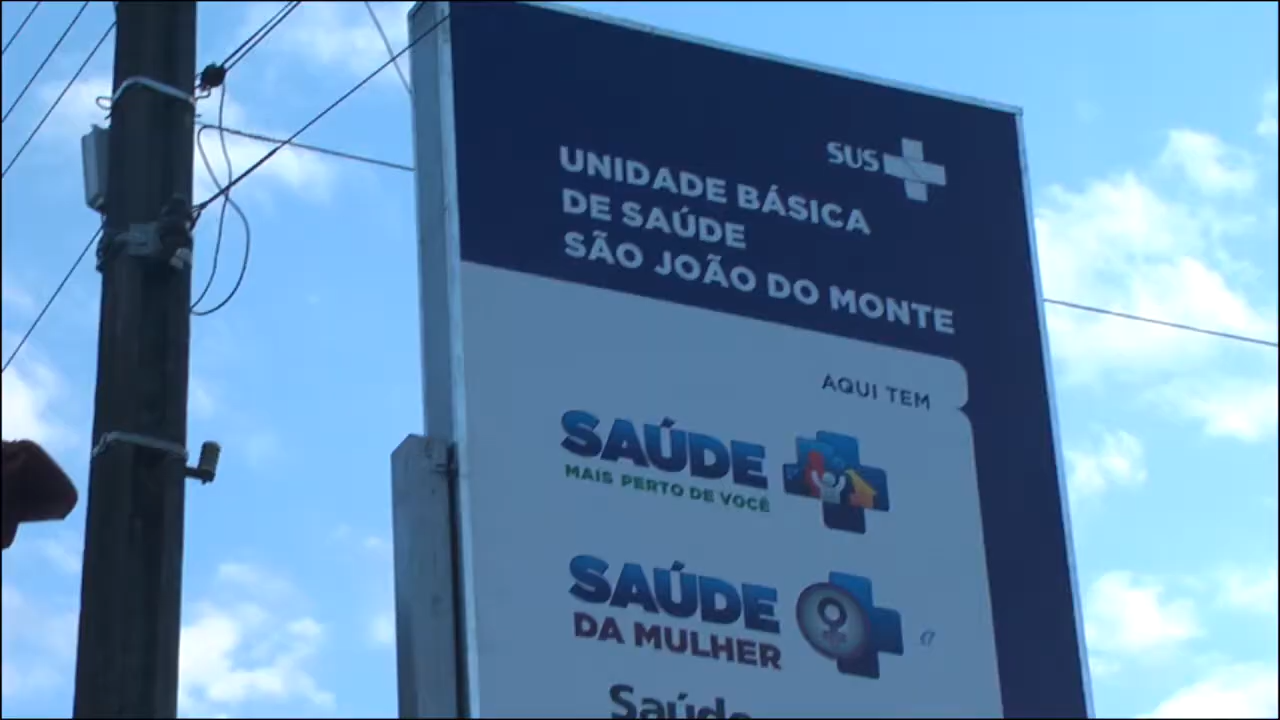 SUS
UNIDADE BÁSICA
DE SAÚDE
SÃO JOÃO DO MONTE
AQUI TEM
SAÚDE
MAIS PERTO DE VOCÊ
SAÚDE
DA MULHER
Saúde